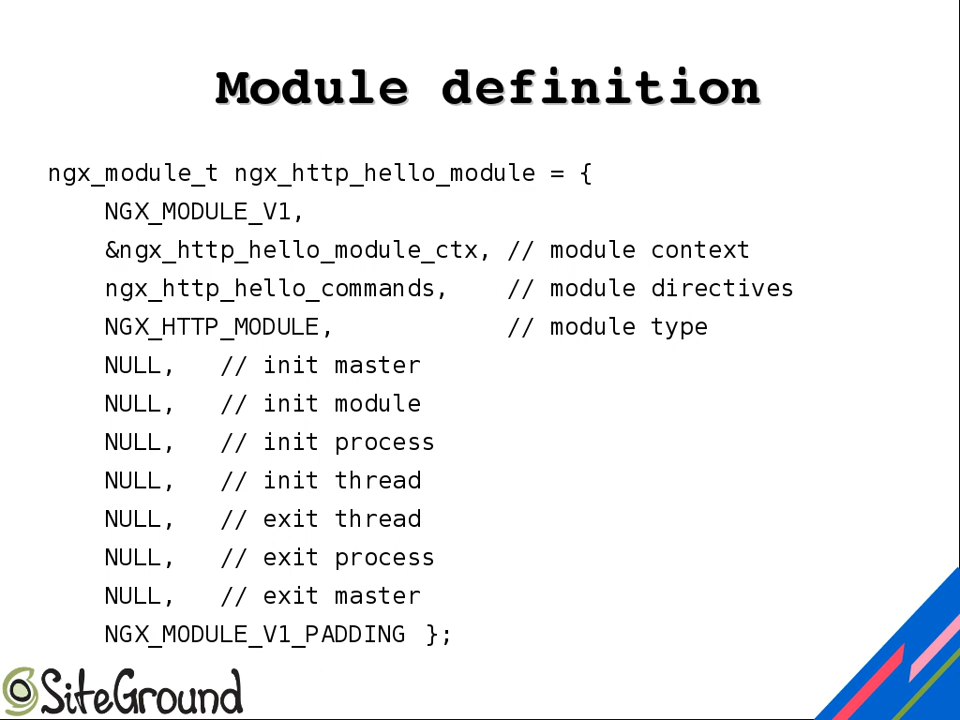 Module definition
ngx_module_t ngx_http_hello_module = {
    NGX_MODULE_V1,
    &ngx_http_hello_module_ctx, // module context
    ngx_http_hello_commands,    // module directives
    NGX_HTTP_MODULE,            // module type
    NULL,   // init master
    NULL,   // init module
    NULL,   // init process
    NULL,   // init thread
    NULL,   // exit thread
    NULL,   // exit process
    NULL,   // exit master
    NGX_MODULE_V1_PADDING };
SiteGround